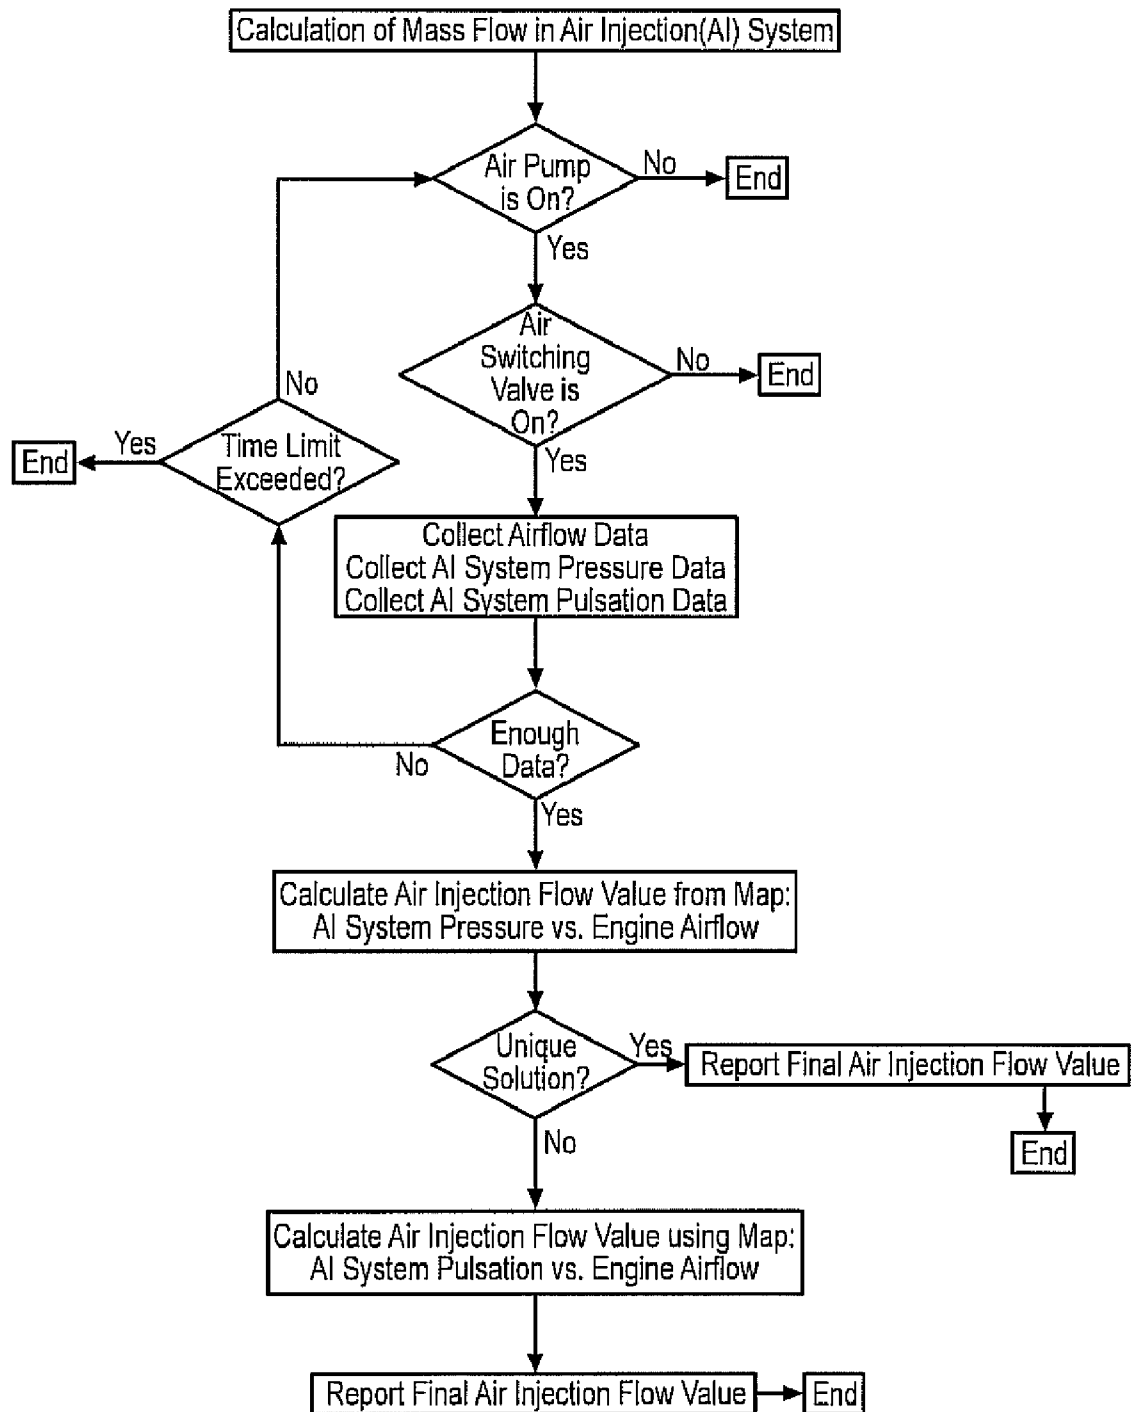 Calculation of Mass Flow in Air Injection(AI) System
Air Pump
is On?
No
End
Yes
Air
Switching
Valve is
On?
No
End
Yes
No
Time Limit
Exceeded?
Yes
End
Collect Airflow Data
Collect AI System Pressure Data
Collect AI System Pulsation Data
Enough
Data?
No
Yes
Calculate Air Injection Flow Value from Map:
AI System Pressure vs. Engine Airflow
Unique
Solution?
Yes
Report Final Air Injection Flow Value
End
No
Calculate Air Injection Flow Value using Map:
AI System Pulsation vs. Engine Airflow
Report Final Air Injection Flow Value
End